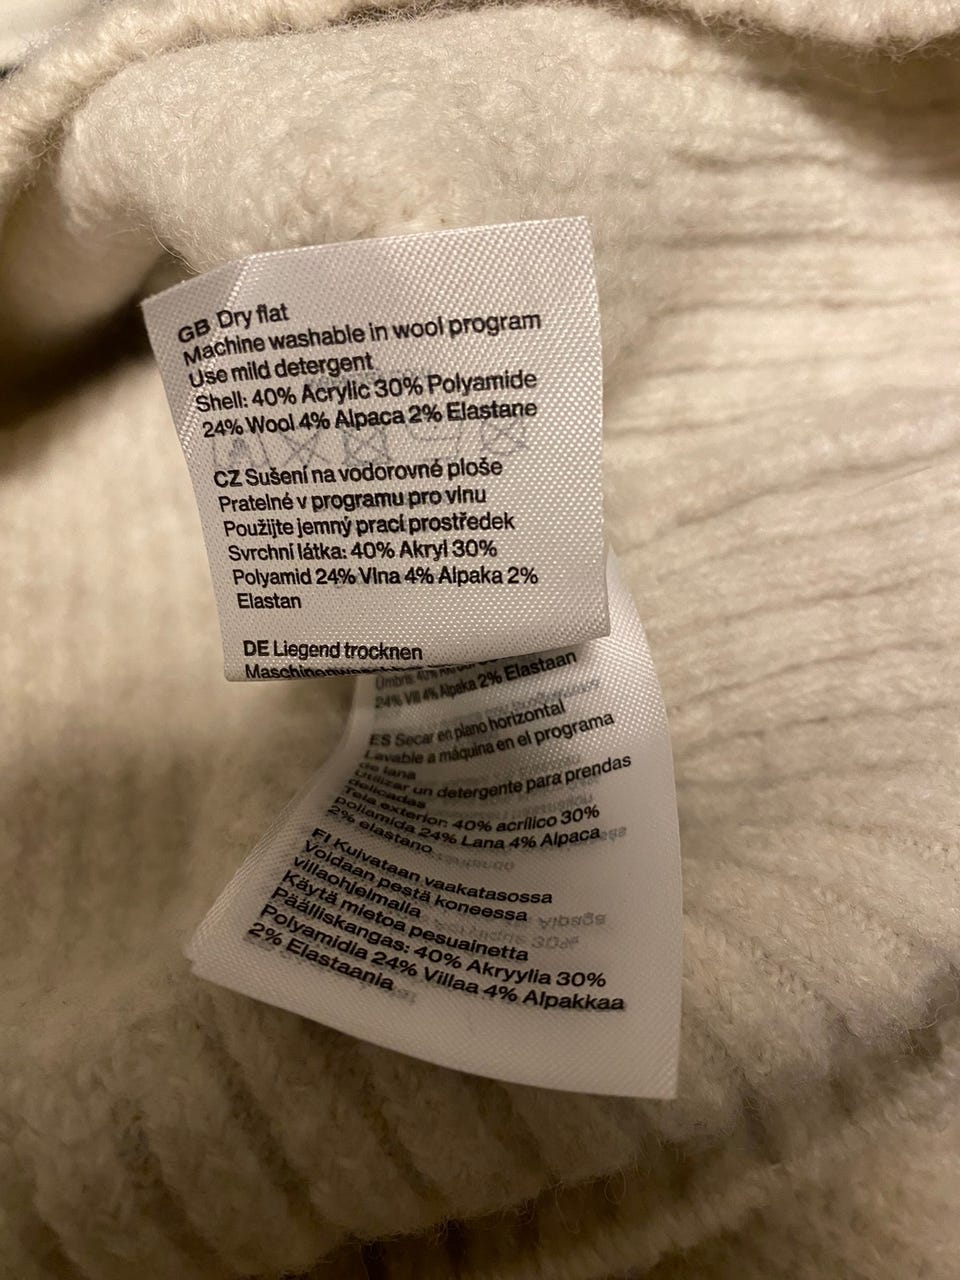 GB Dry flat
Machine washable in wool program
Use mild detergent
Shell: 40% Acrylic 30% Polyamide
24% Wool 4% Alpaca 2% Elastane
CZ Sušení na vodorovné ploše
Pratelné v programu pro vlnu
Použijte jemný prací prostředek
Svrchní látka: 40% Akryl 30%
Polyamid 24% Vlna 4% Alpaka 2%
Elastan
DE Liegend trocknen
24% Vill 4% Alpaka 2% Elastaan
ES Secar en plano horizontal
Lavable a máquina en el programa
de lana
Utilizar un detergente para prendas
delicadas
Tela exterior: 40% acrílico 30%
poliamida 24% Lana 4% Alpaca
2% elastano
FI Kuivataan vaakatasossa
Voidaan pestä koneessa
villaohjelmalla
Käytä mietoa pesuainetta
Päälliskangas: 40% Akryylia 30%
Polyamidia 24% Villaa 4% Alpakkaa
2% Elastaania